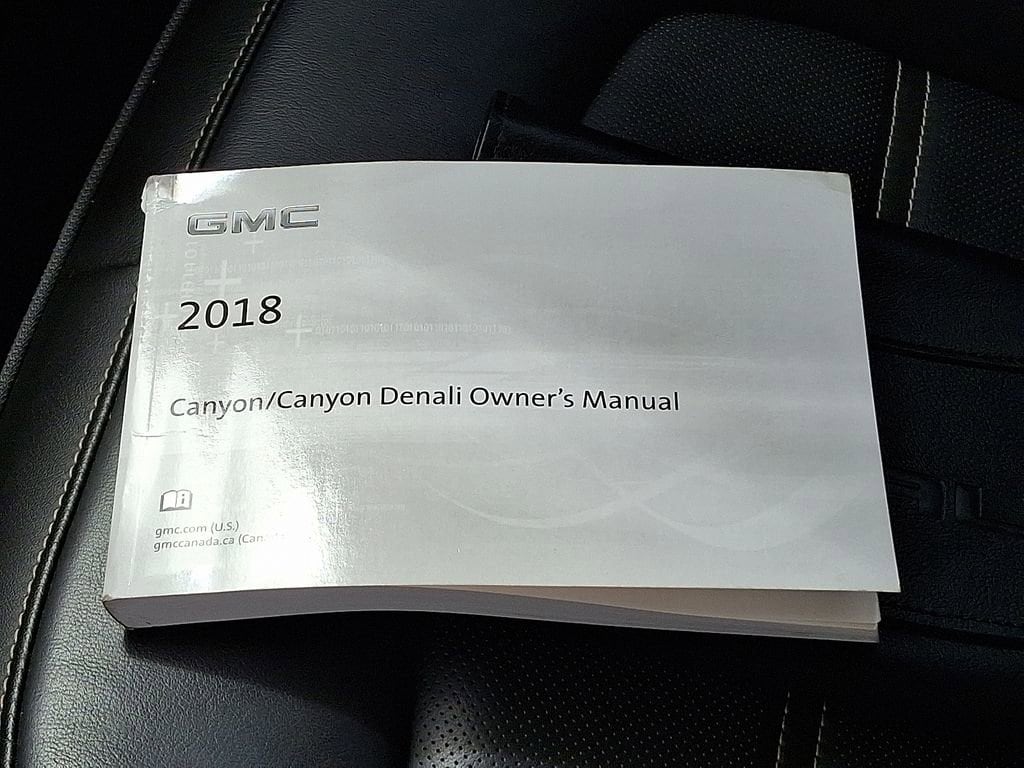 GMC
2018
Canyon/Canyon Denali Owner's Manual
gmc.com (U.S.)
gmccanada.ca